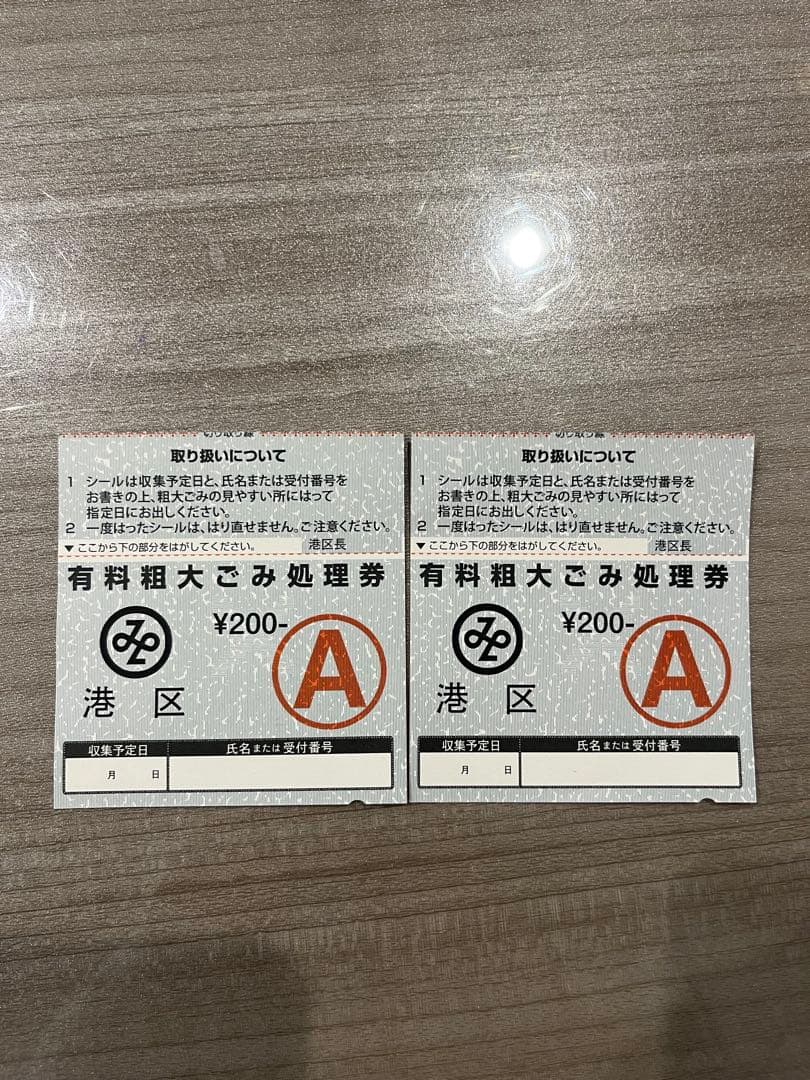 切り取り線
取り扱いについて
1 シールは収集予定日と、氏名または受付番号を
お書きの上、粗大ごみの見やすい所にはって
指定日にお出しください。
2 一度はったシールは、はり直せません。ご注意ください。
▼ここから下の部分をはがしてください。 港区長
有料粗大ごみ処理券
¥200-
A
港 区
収集予定日 氏名または受付番号
月 日
切り取り線
取り扱いについて
1 シールは収集予定日と、氏名または受付番号を
お書きの上、粗大ごみの見やすい所にはって
指定日にお出しください。
2 一度はったシールは、はり直せません。ご注意ください。
▼ここから下の部分をはがしてください。 港区長
有料粗大ごみ処理券
¥200-
A
港 区
収集予定日 氏名または受付番号
月 日